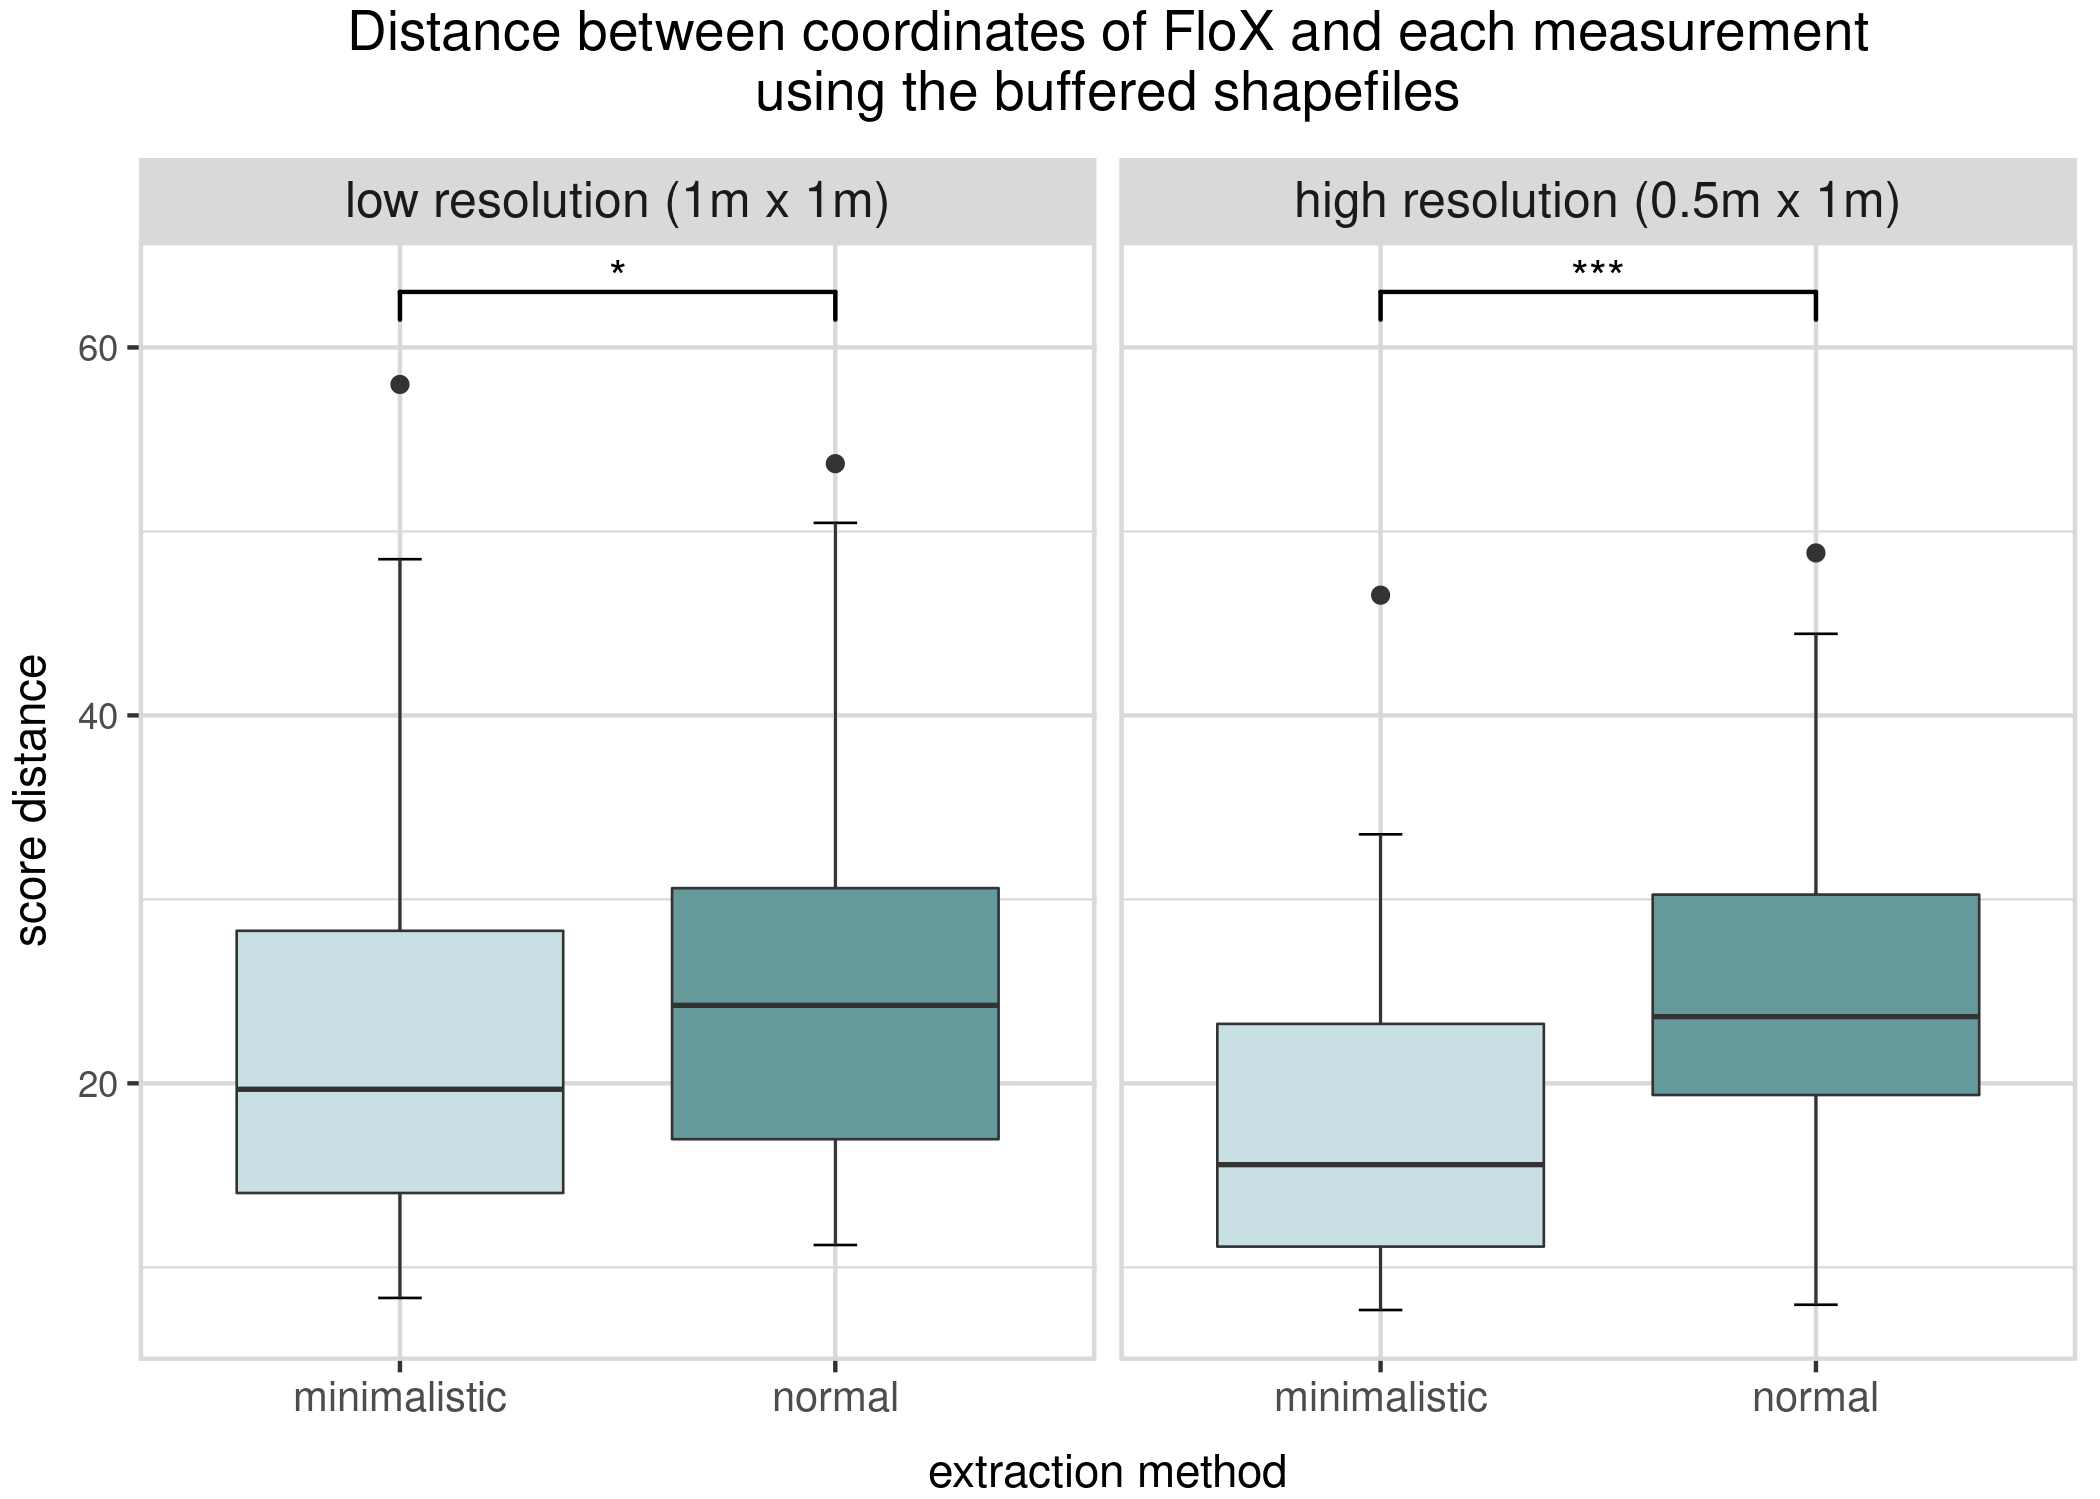 Distance between coordinates of FloX and each measurement
using the buffered shapefiles
low resolution (1m x 1m)
high resolution (0.5m x 1m)
*
***
60
40
20
score distance
minimalistic
normal
minimalistic
normal
extraction method